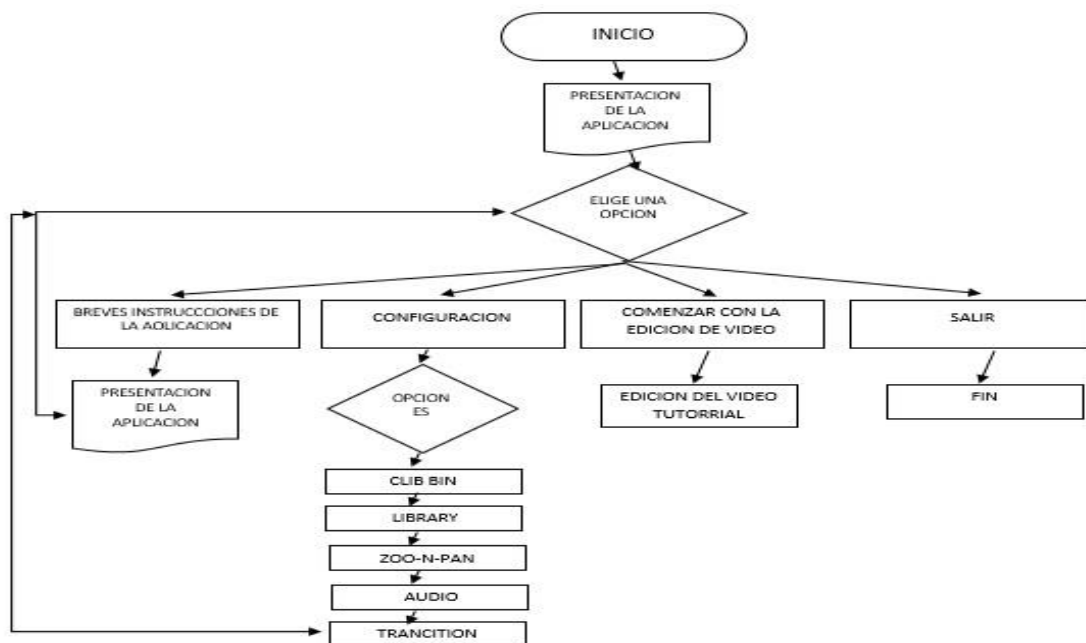 INICIO
PRESENTACION
DE LA
APLICACION
ELIGE UNA
OPCION
BREVES INSTRUCCCIONES DE
LA AOLICACION
CONFIGURACION
COMENZAR CON LA
EDICION DE VIDEO
SALIR
PRESENTACION
DE LA
APLICACION
OPCION
ES
EDICION DEL VIDEO
TUTORRIAL
FIN
CLIB BIN
LIBRARY
ZOO-N-PAN
AUDIO
TRANCITION